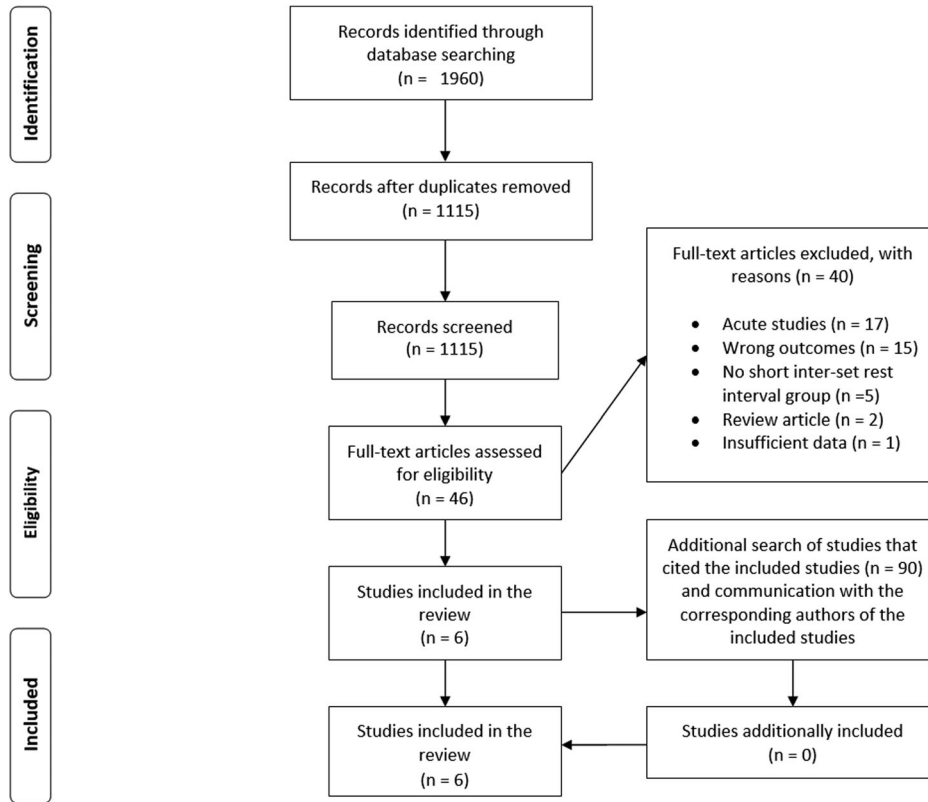 Identification
Records identified through
database searching
(n = 1960)
Records after duplicates removed
(n = 1115)
Screening
Records screened
(n = 1115)
Full-text articles excluded, with
reasons (n = 40)
• Acute studies (n = 17)
• Wrong outcomes (n = 15)
• No short inter-set rest
interval group (n =5)
• Review article (n = 2)
• Insufficient data (n = 1)
Eligibility
Full-text articles assessed
for eligibility
(n = 46)
Studies included in the
review
(n = 6)
Additional search of studies that
cited the included studies (n = 90)
and communication with the
corresponding authors of the
included studies
Included
Studies included in the
review
(n = 6)
Studies additionally included
(n = 0)